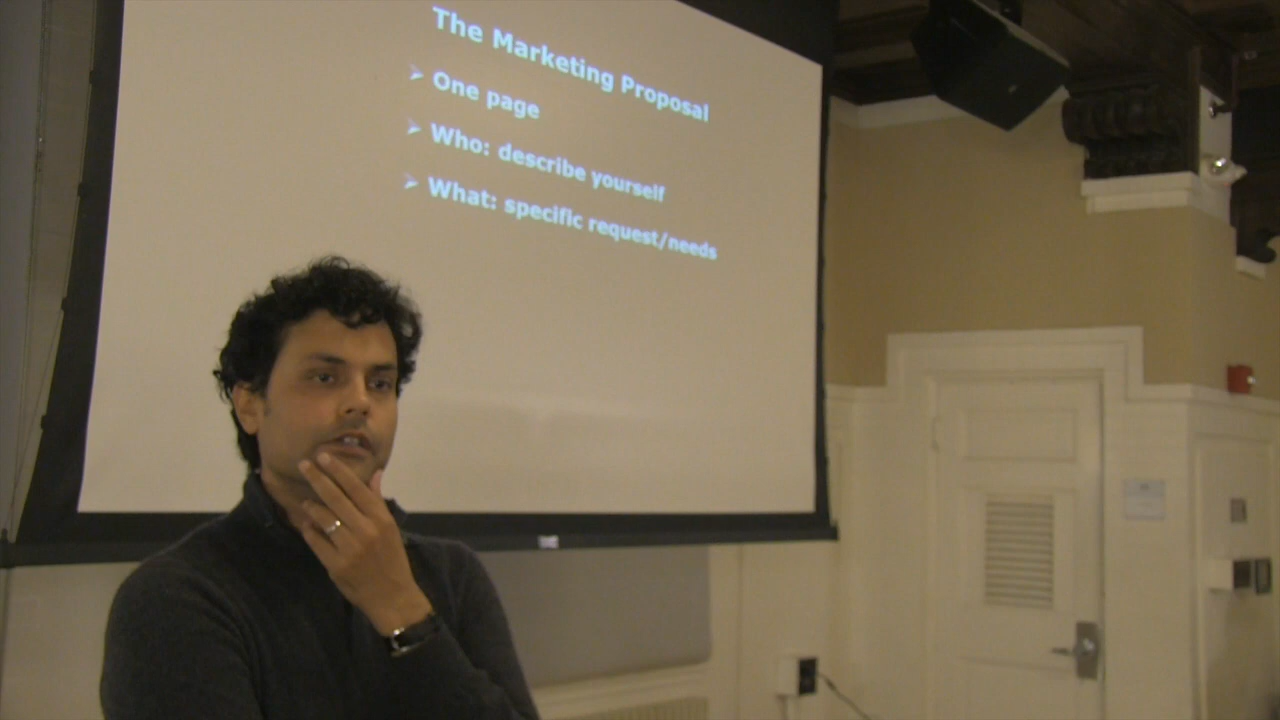 The Marketing Proposal
➢ One page
➢ Who: describe yourself
➢ What: specific request/needs